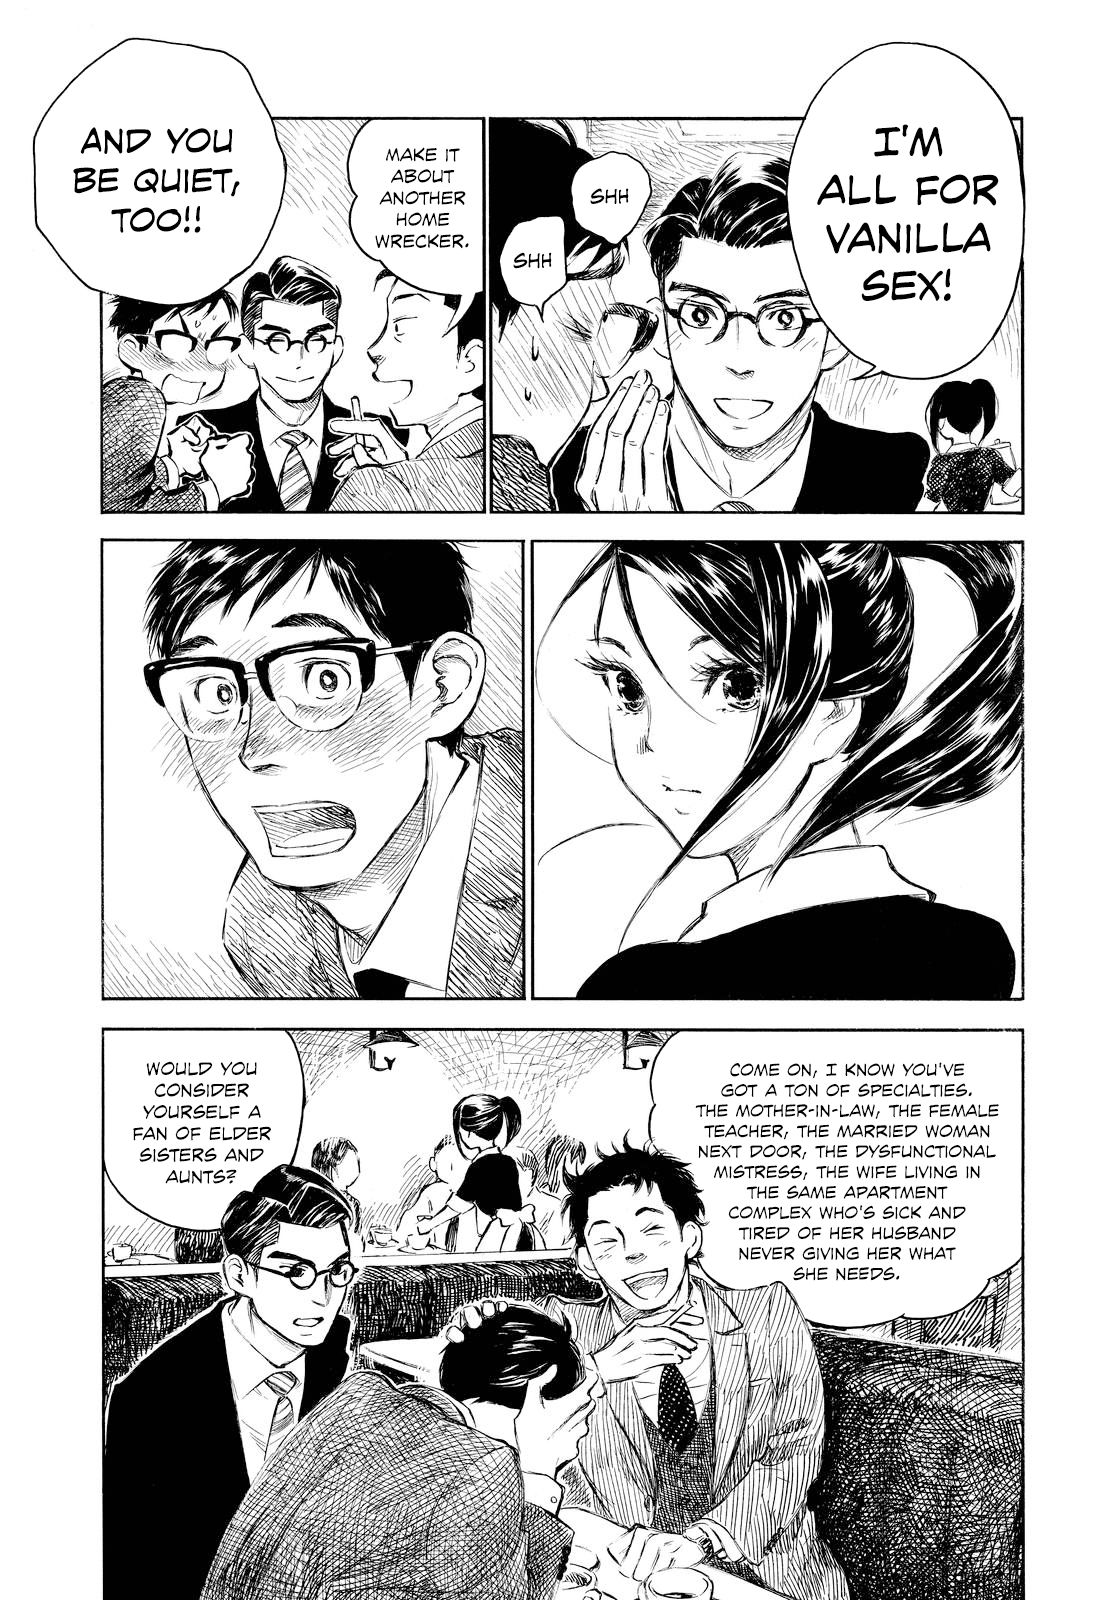 I'M
ALL FOR
VANILLA
SEX!
SHH
SHH
MAKE IT
ABOUT
ANOTHER
HOME
WRECKER.
AND YOU
BE QUIET,
TOO!!
COME ON, I KNOW YOU'VE
GOT A TON OF SPECIALTIES.
THE MOTHER-IN-LAW, THE FEMALE
TEACHER, THE MARRIED WOMAN
NEXT DOOR, THE DYSFUNCTIONAL
MISTRESS, THE WIFE LIVING IN
THE SAME APARTMENT
COMPLEX WHO'S SICK AND
TIRED OF HER HUSBAND
NEVER GIVING HER WHAT
SHE NEEDS.
WOULD YOU
CONSIDER
YOURSELF A
FAN OF ELDER
SISTERS AND
AUNTS?